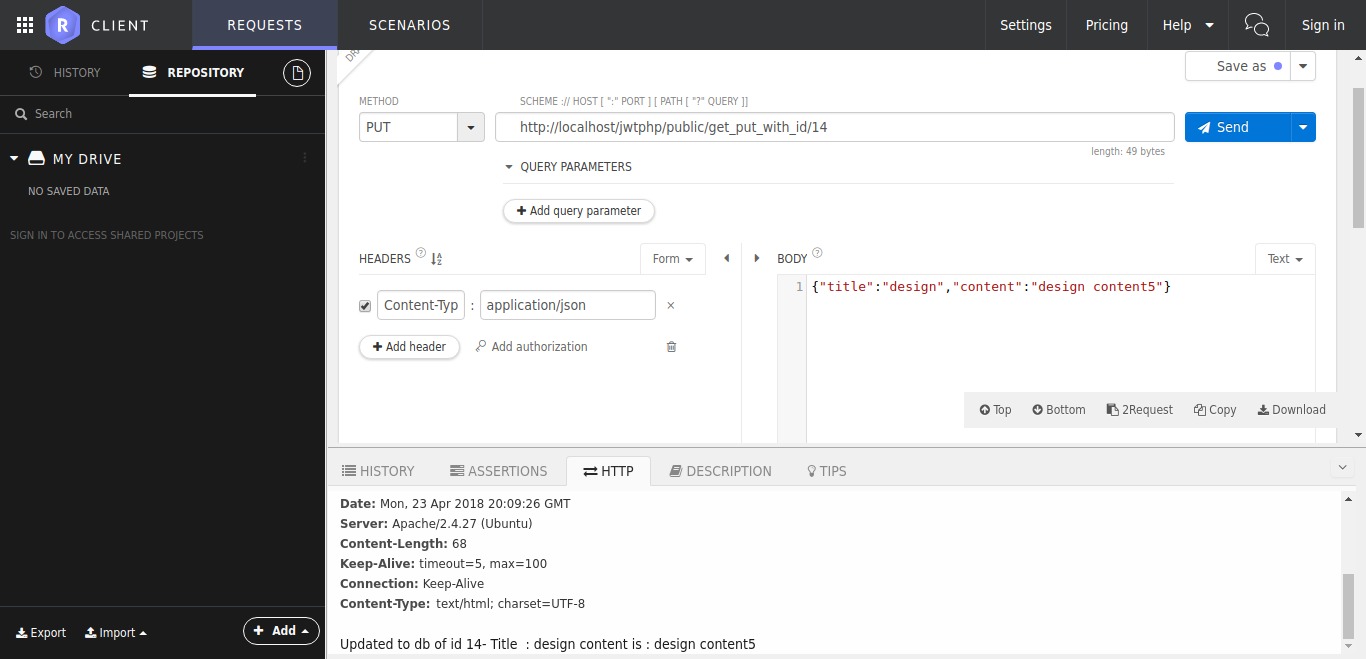 R CLIENT REQUESTS SCENARIOS Settings Pricing Help Sign in
HISTORY REPOSITORY
Search
MY DRIVE
NO SAVED DATA
SIGN IN TO ACCESS SHARED PROJECTS
Export Import + Add
Save as
METHOD SCHEME :// HOST [ ":" PORT ] [ PATH [ "?" QUERY ]]
PUT http://localhost/jwtphp/public/get_put_with_id/14 Send
length: 49 bytes
QUERY PARAMETERS
+ Add query parameter
HEADERS ? Form BODY ? Text
Content-Typ : application/json ×
1 {"title":"design","content":"design content5"}
+ Add header Add authorization
Top Bottom 2Request Copy Download
HISTORY ASSERTIONS HTTP DESCRIPTION TIPS
Date: Mon, 23 Apr 2018 20:09:26 GMT
Server: Apache/2.4.27 (Ubuntu)
Content-Length: 68
Keep-Alive: timeout=5, max=100
Connection: Keep-Alive
Content-Type: text/html; charset=UTF-8
Updated to db of id 14- Title : design content is : design content5